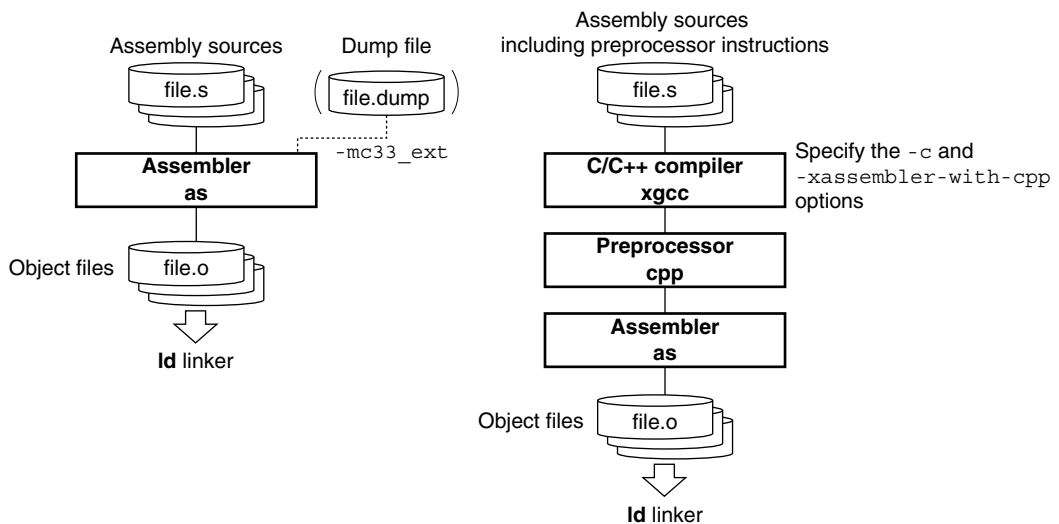 Assembly sources
Dump file
file.s
( file.dump )
-mc33_ext
Assembler
as
Object files
file.o
ld linker
Assembly sources
including preprocessor instructions
file.s
C/C++ compiler
xgcc
Specify the -c and
-xassembler-with-cpp
options
Preprocessor
cpp
Assembler
as
Object files
file.o
ld linker